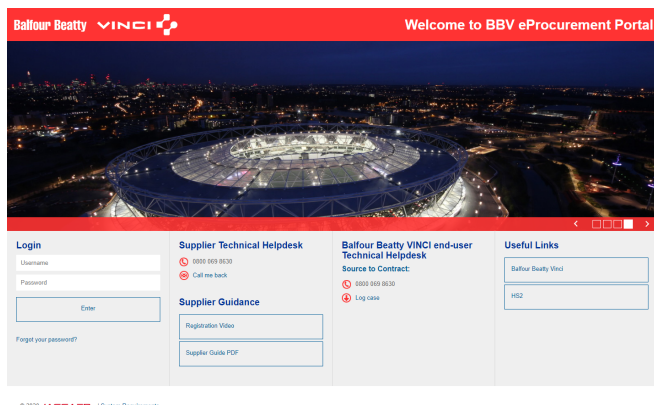 Balfour Beatty VINCI
Welcome to BBV eProcurement Portal
Login
Username
Password
Enter
Forgot your password?
Supplier Technical Helpdesk
0800 069 8630
Call me back
Supplier Guidance
Registration Video
Supplier Guide PDF
Balfour Beatty VINCI end-user
Technical Helpdesk
Source to Contract:
0800 069 8630
Log case
Useful Links
Balfour Beatty Vinci
HS2